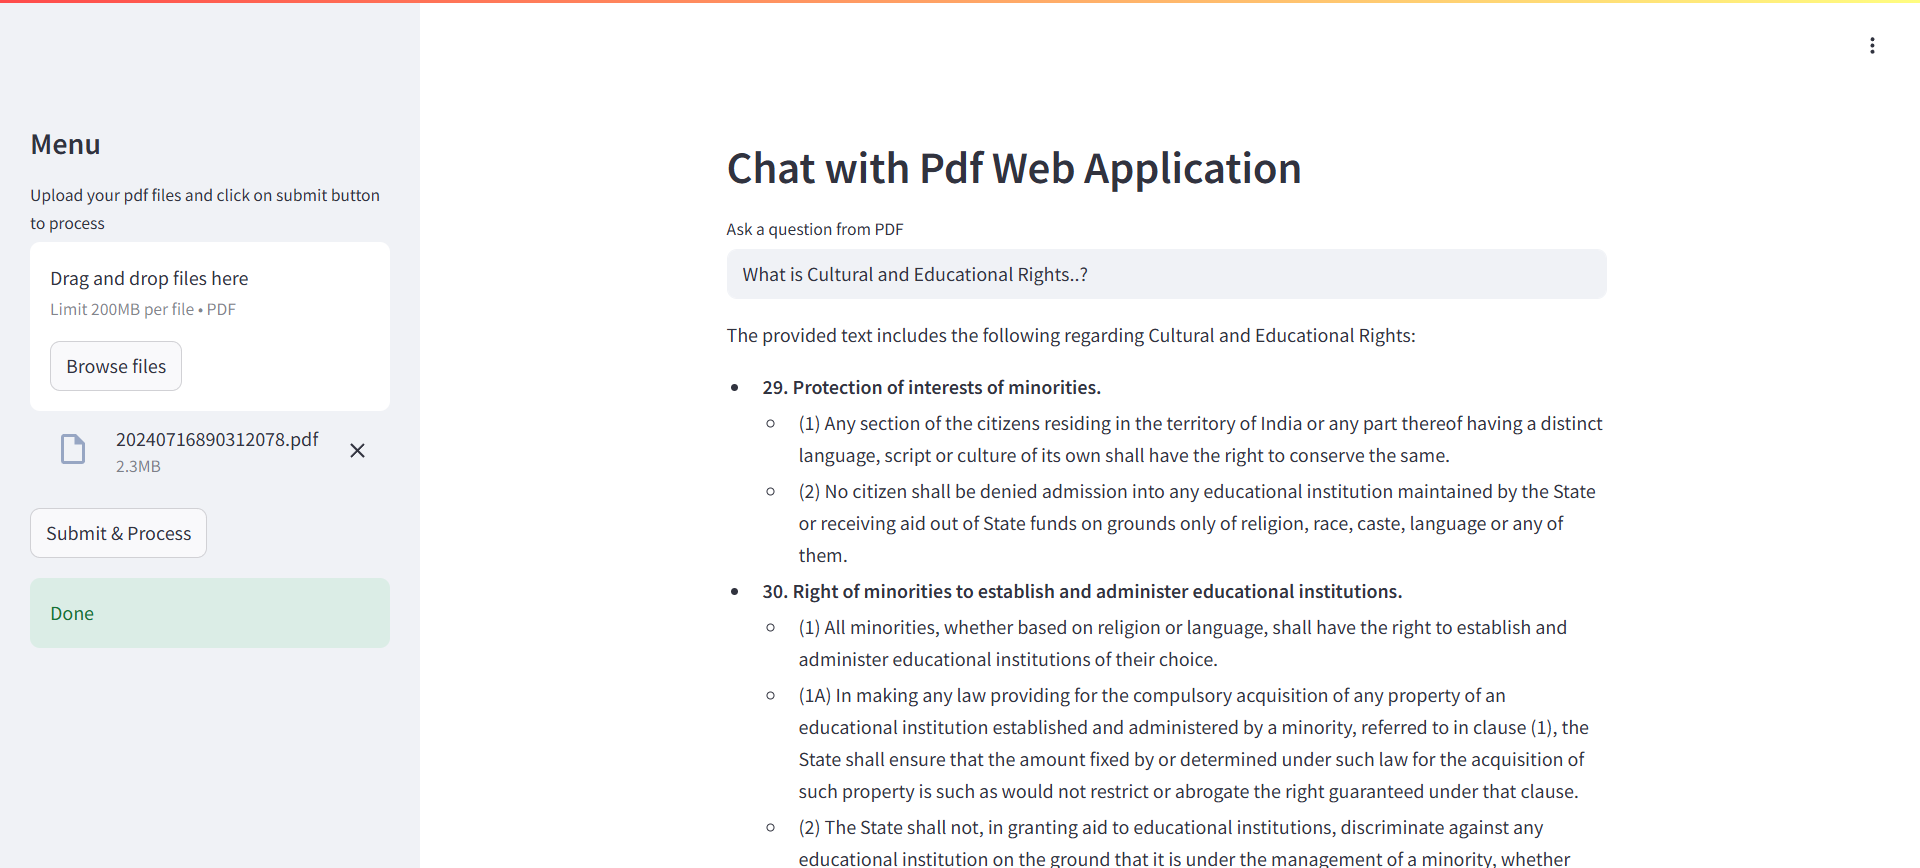 Menu
Upload your pdf files and click on submit button
to process
Drag and drop files here
Limit 200MB per file • PDF
Browse files
20240716890312078.pdf
2.3MB
Submit & Process
Done
Chat with Pdf Web Application
Ask a question from PDF
What is Cultural and Educational Rights..?
The provided text includes the following regarding Cultural and Educational Rights:
29. Protection of interests of minorities.
(1) Any section of the citizens residing in the territory of India or any part thereof having a distinct
language, script or culture of its own shall have the right to conserve the same.
(2) No citizen shall be denied admission into any educational institution maintained by the State
or receiving aid out of State funds on grounds only of religion, race, caste, language or any of
them.
30. Right of minorities to establish and administer educational institutions.
(1) All minorities, whether based on religion or language, shall have the right to establish and
administer educational institutions of their choice.
(1A) In making any law providing for the compulsory acquisition of any property of an
educational institution established and administered by a minority, referred to in clause (1), the
State shall ensure that the amount fixed by or determined under such law for the acquisition of
such property is such as would not restrict or abrogate the right guaranteed under that clause.
(2) The State shall not, in granting aid to educational institutions, discriminate against any
educational institution on the ground that it is under the management of a minority, whether